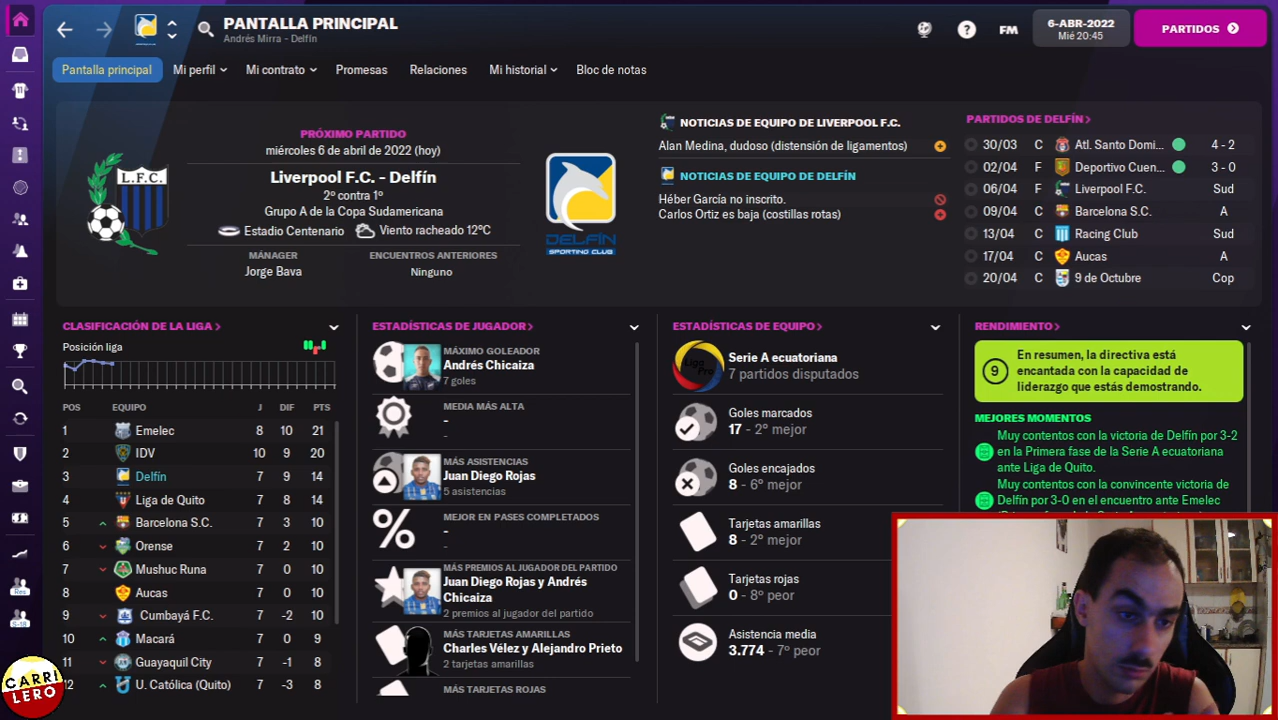 PANTALLA PRINCIPAL
Andrés Mirra - Delfín
FM
6-ABR-2022
Mié 20:45
PARTIDOS
Pantalla principal
Mi perfil
Mi contrato
Promesas
Relaciones
Mi historial
Bloc de notas
L.F.C.
PRÓXIMO PARTIDO
miércoles 6 de abril de 2022 (hoy)
Liverpool F.C. - Delfín
2º contra 1º
Grupo A de la Copa Sudamericana
Estadio Centenario
Viento racheado 12°C
MÁNAGER
Jorge Bava
ENCUENTROS ANTERIORES
Ninguno
DELFIN
SPORTING CLUB
NOTICIAS DE EQUIPO DE LIVERPOOL F.C.
Alan Medina, dudoso (distensión de ligamentos)
NOTICIAS DE EQUIPO DE DELFÍN
Héber García no inscrito.
Carlos Ortiz es baja (costillas rotas)
PARTIDOS DE DELFÍN
30/03 C Atl. Santo Domi... 4 - 2
02/04 F Deportivo Cuen... 3 - 0
06/04 F Liverpool F.C. Sud
09/04 C Barcelona S.C. A
13/04 C Racing Club Sud
17/04 C Aucas A
20/04 C 9 de Octubre Cop
CLASIFICACIÓN DE LA LIGA
Posición liga
POS EQUIPO J DIF PTS
1 Emelec 8 10 21
2 IDV 10 9 20
3 Delfín 7 9 14
4 Liga de Quito 7 8 14
5 Barcelona S.C. 7 3 10
6 Orense 7 2 10
7 Mushuc Runa 7 0 10
8 Aucas 7 0 10
9 Cumbayá F.C. 7 -2 10
10 Macará 7 0 9
11 Guayaquil City 7 -1 8
12 U. Católica (Quito) 7 -3 8
ESTADÍSTICAS DE JUGADOR
MÁXIMO GOLEADOR
Andrés Chicaiza
7 goles
MEDIA MÁS ALTA
-
-
MÁS ASISTENCIAS
Juan Diego Rojas
5 asistencias
MEJOR EN PASES COMPLETADOS
-
-
MÁS PREMIOS AL JUGADOR DEL PARTIDO
Juan Diego Rojas y Andrés
Chicaiza
2 premios al jugador del partido
MÁS TARJETAS AMARILLAS
Charles Vélez y Alejandro Prieto
2 tarjetas amarillas
MÁS TARJETAS ROJAS
ESTADÍSTICAS DE EQUIPO
Liga Pro
Serie A ecuatoriana
7 partidos disputados
Goles marcados
17 - 2º mejor
Goles encajados
8 - 6º mejor
Tarjetas amarillas
8 - 2º mejor
Tarjetas rojas
0 - 8º peor
Asistencia media
3.774 - 7º peor
RENDIMIENTO
9
En resumen, la directiva está
encantada con la capacidad de
liderazgo que estás demostrando.
MEJORES MOMENTOS
Muy contentos con la victoria de Delfín por 3-2
en la Primera fase de la Serie A ecuatoriana
ante Liga de Quito.
Muy contentos con la convincente victoria de
Delfín por 3-0 en el encuentro ante Emelec
Res
S-18
CARRI
LERO